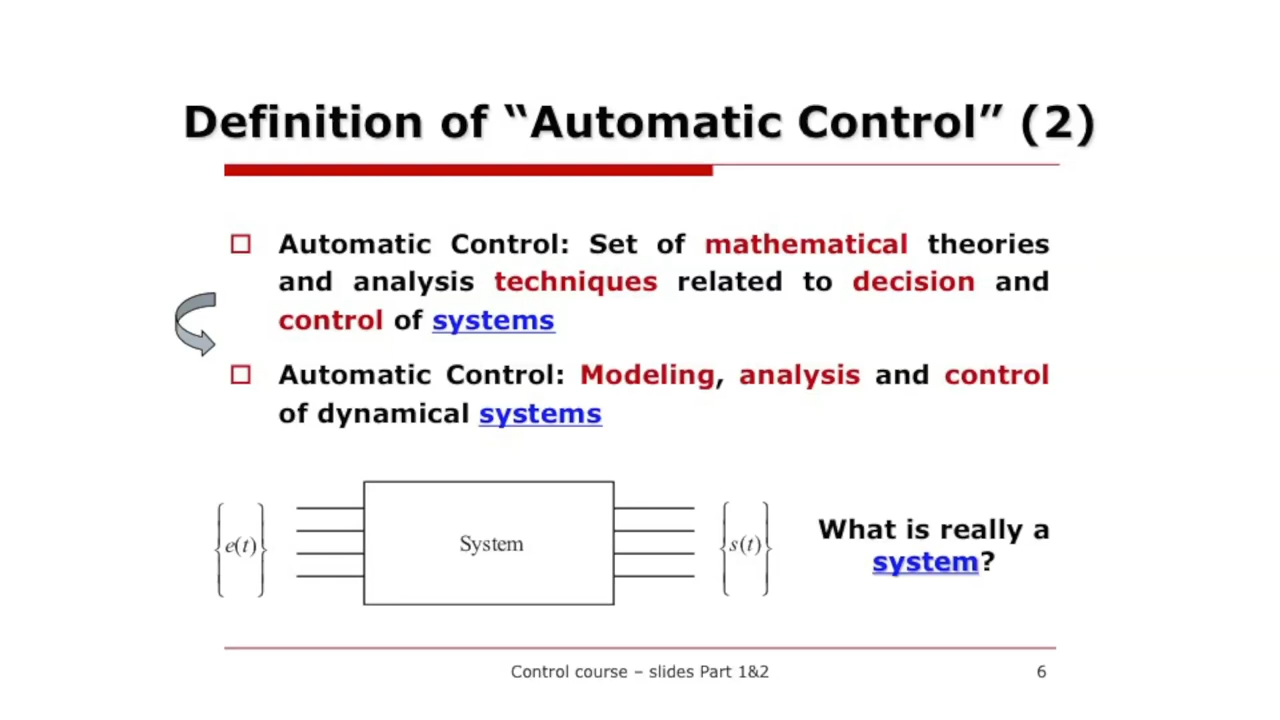 Definition of “Automatic Control” (2)
Automatic Control: Set of mathematical theories
and analysis techniques related to decision and
control of systems
Automatic Control: Modeling, analysis and control
of dynamical systems
{e(t)}
System
{s(t)}
What is really a
system?
Control course – slides Part 1&2
6